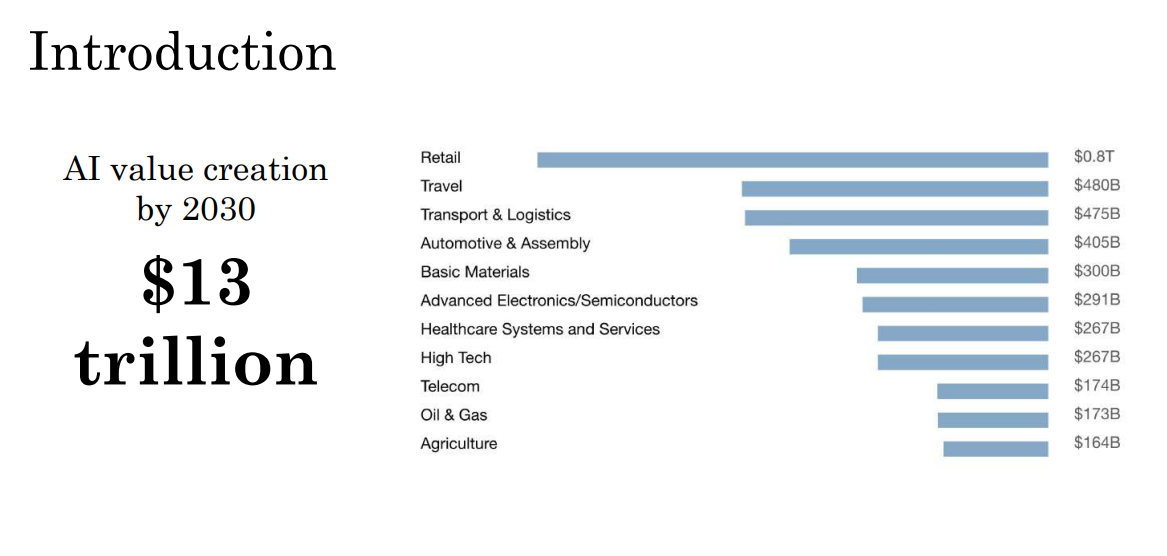 Introduction
AI value creation
by 2030
$13
trillion
Retail $0.8T
Travel $480B
Transport & Logistics $475B
Automotive & Assembly $405B
Basic Materials $300B
Advanced Electronics/Semiconductors $291B
Healthcare Systems and Services $267B
High Tech $267B
Telecom $174B
Oil & Gas $173B
Agriculture $164B